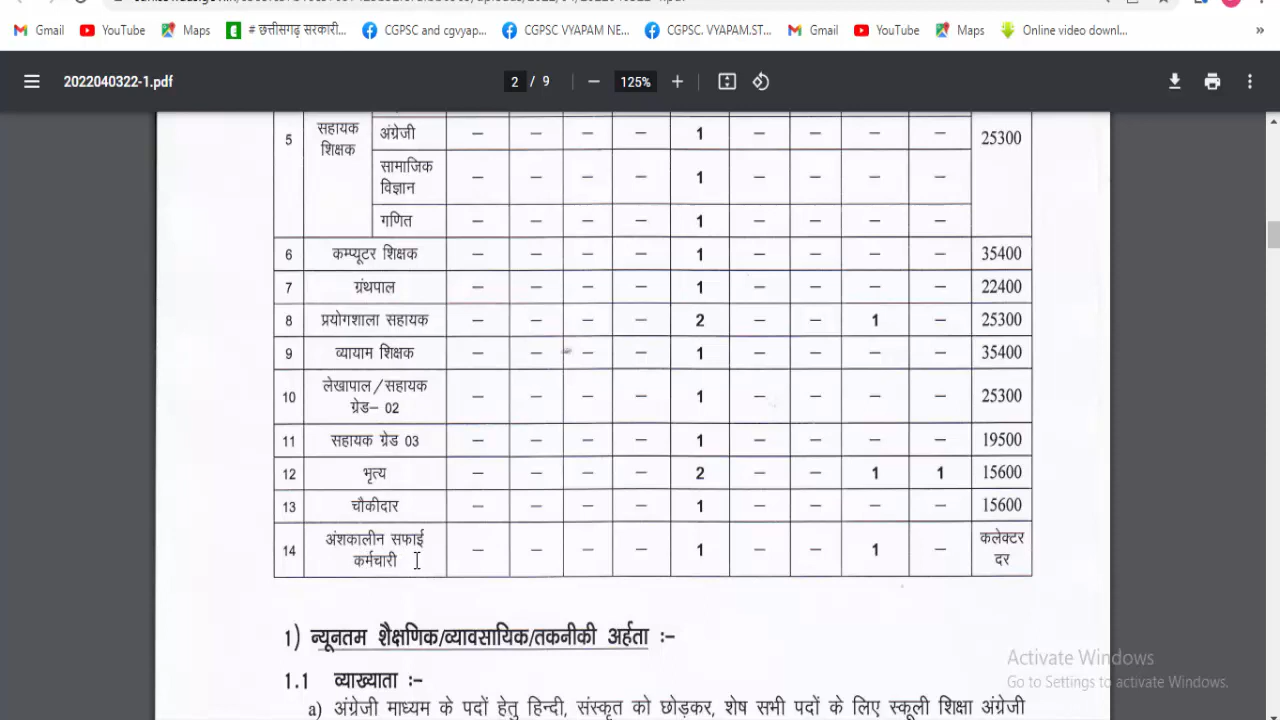 Gmail YouTube Maps # छत्तीसगढ़ सरकारी... CGPSC and cgvyap... CGPSC VYAPAM NE... CGPSC. VYAPAM.ST... Gmail YouTube Maps Online video downl... »
2022040322-1.pdf 2 / 9 − 125% +
5 सहायक शिक्षक अंग्रेजी – – – – 1 – – – – 25300
सामाजिक विज्ञान – – – – 1 – – – –
गणित – – – – 1 – – – –
6 कम्प्यूटर शिक्षक – – – – 1 – – – – 35400
7 ग्रंथपाल – – – – 1 – – – – 22400
8 प्रयोगशाला सहायक – – – – 2 – – 1 – 25300
9 व्यायाम शिक्षक – – – – 1 – – – – 35400
10 लेखापाल/सहायक ग्रेड– 02 – – – – 1 – – – – 25300
11 सहायक ग्रेड 03 – – – – 1 – – – – 19500
12 भृत्य – – – – 2 – – 1 1 15600
13 चौकीदार – – – – 1 – – – – 15600
14 अंशकालीन सफाई कर्मचारी – – – – 1 – – 1 – कलेक्टर दर
1) न्यूनतम शैक्षणिक/व्यावसायिक/तकनीकी अर्हता :–
1.1 व्याख्याता :–
a) अंग्रेजी माध्यम के पदों हेतु हिन्दी, संस्कृत को छोड़कर, शेष सभी पदों के लिए स्कूली शिक्षा अंग्रेजी
Activate Windows
Go to Settings to activate Windows.